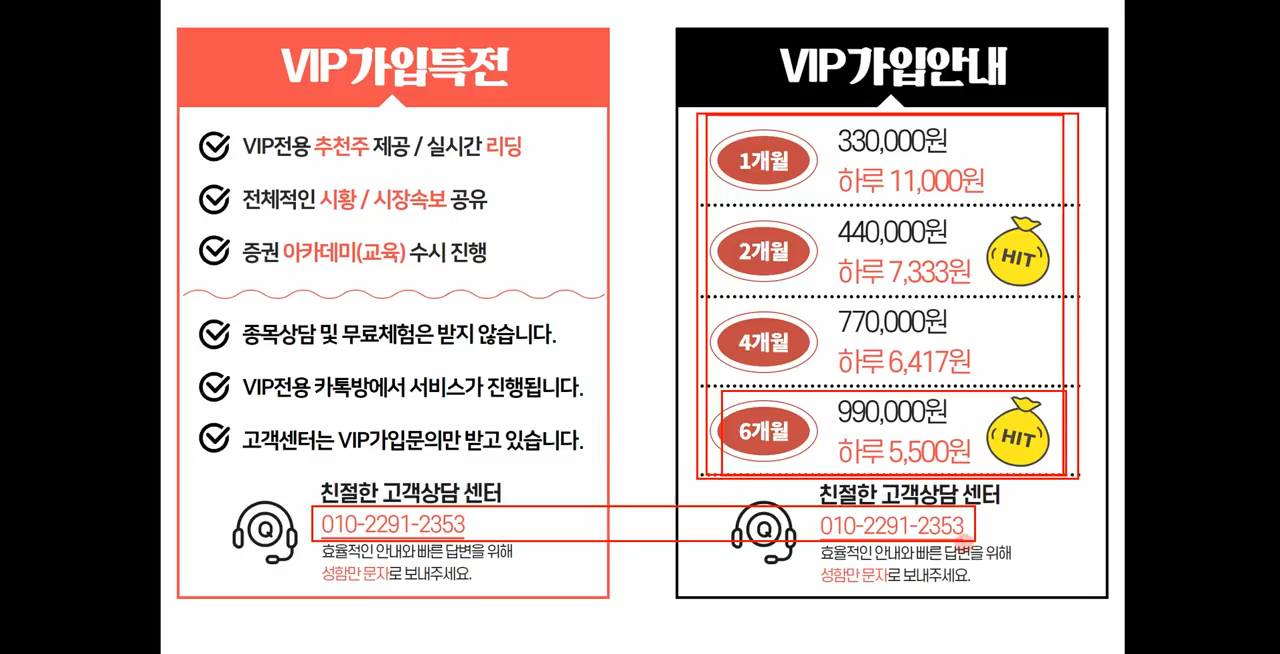 VIP가입특전
VIP전용 추천주 제공 / 실시간 리딩
전체적인 시황 / 시장속보 공유
증권 아카데미(교육) 수시 진행
종목상담 및 무료체험은 받지 않습니다.
VIP전용 카톡방에서 서비스가 진행됩니다.
고객센터는 VIP가입문의만 받고 있습니다.
Q
친절한 고객상담 센터
010-2291-2353
효율적인 안내와 빠른 답변을 위해
성함만 문자로 보내주세요.
VIP가입안내
1개월
330,000원
하루 11,000원
2개월
440,000원
하루 7,333원
HIT
4개월
770,000원
하루 6,417원
6개월
990,000원
하루 5,500원
HIT
Q
친절한 고객상담 센터
010-2291-2353
효율적인 안내와 빠른 답변을 위해
성함만 문자로 보내주세요.